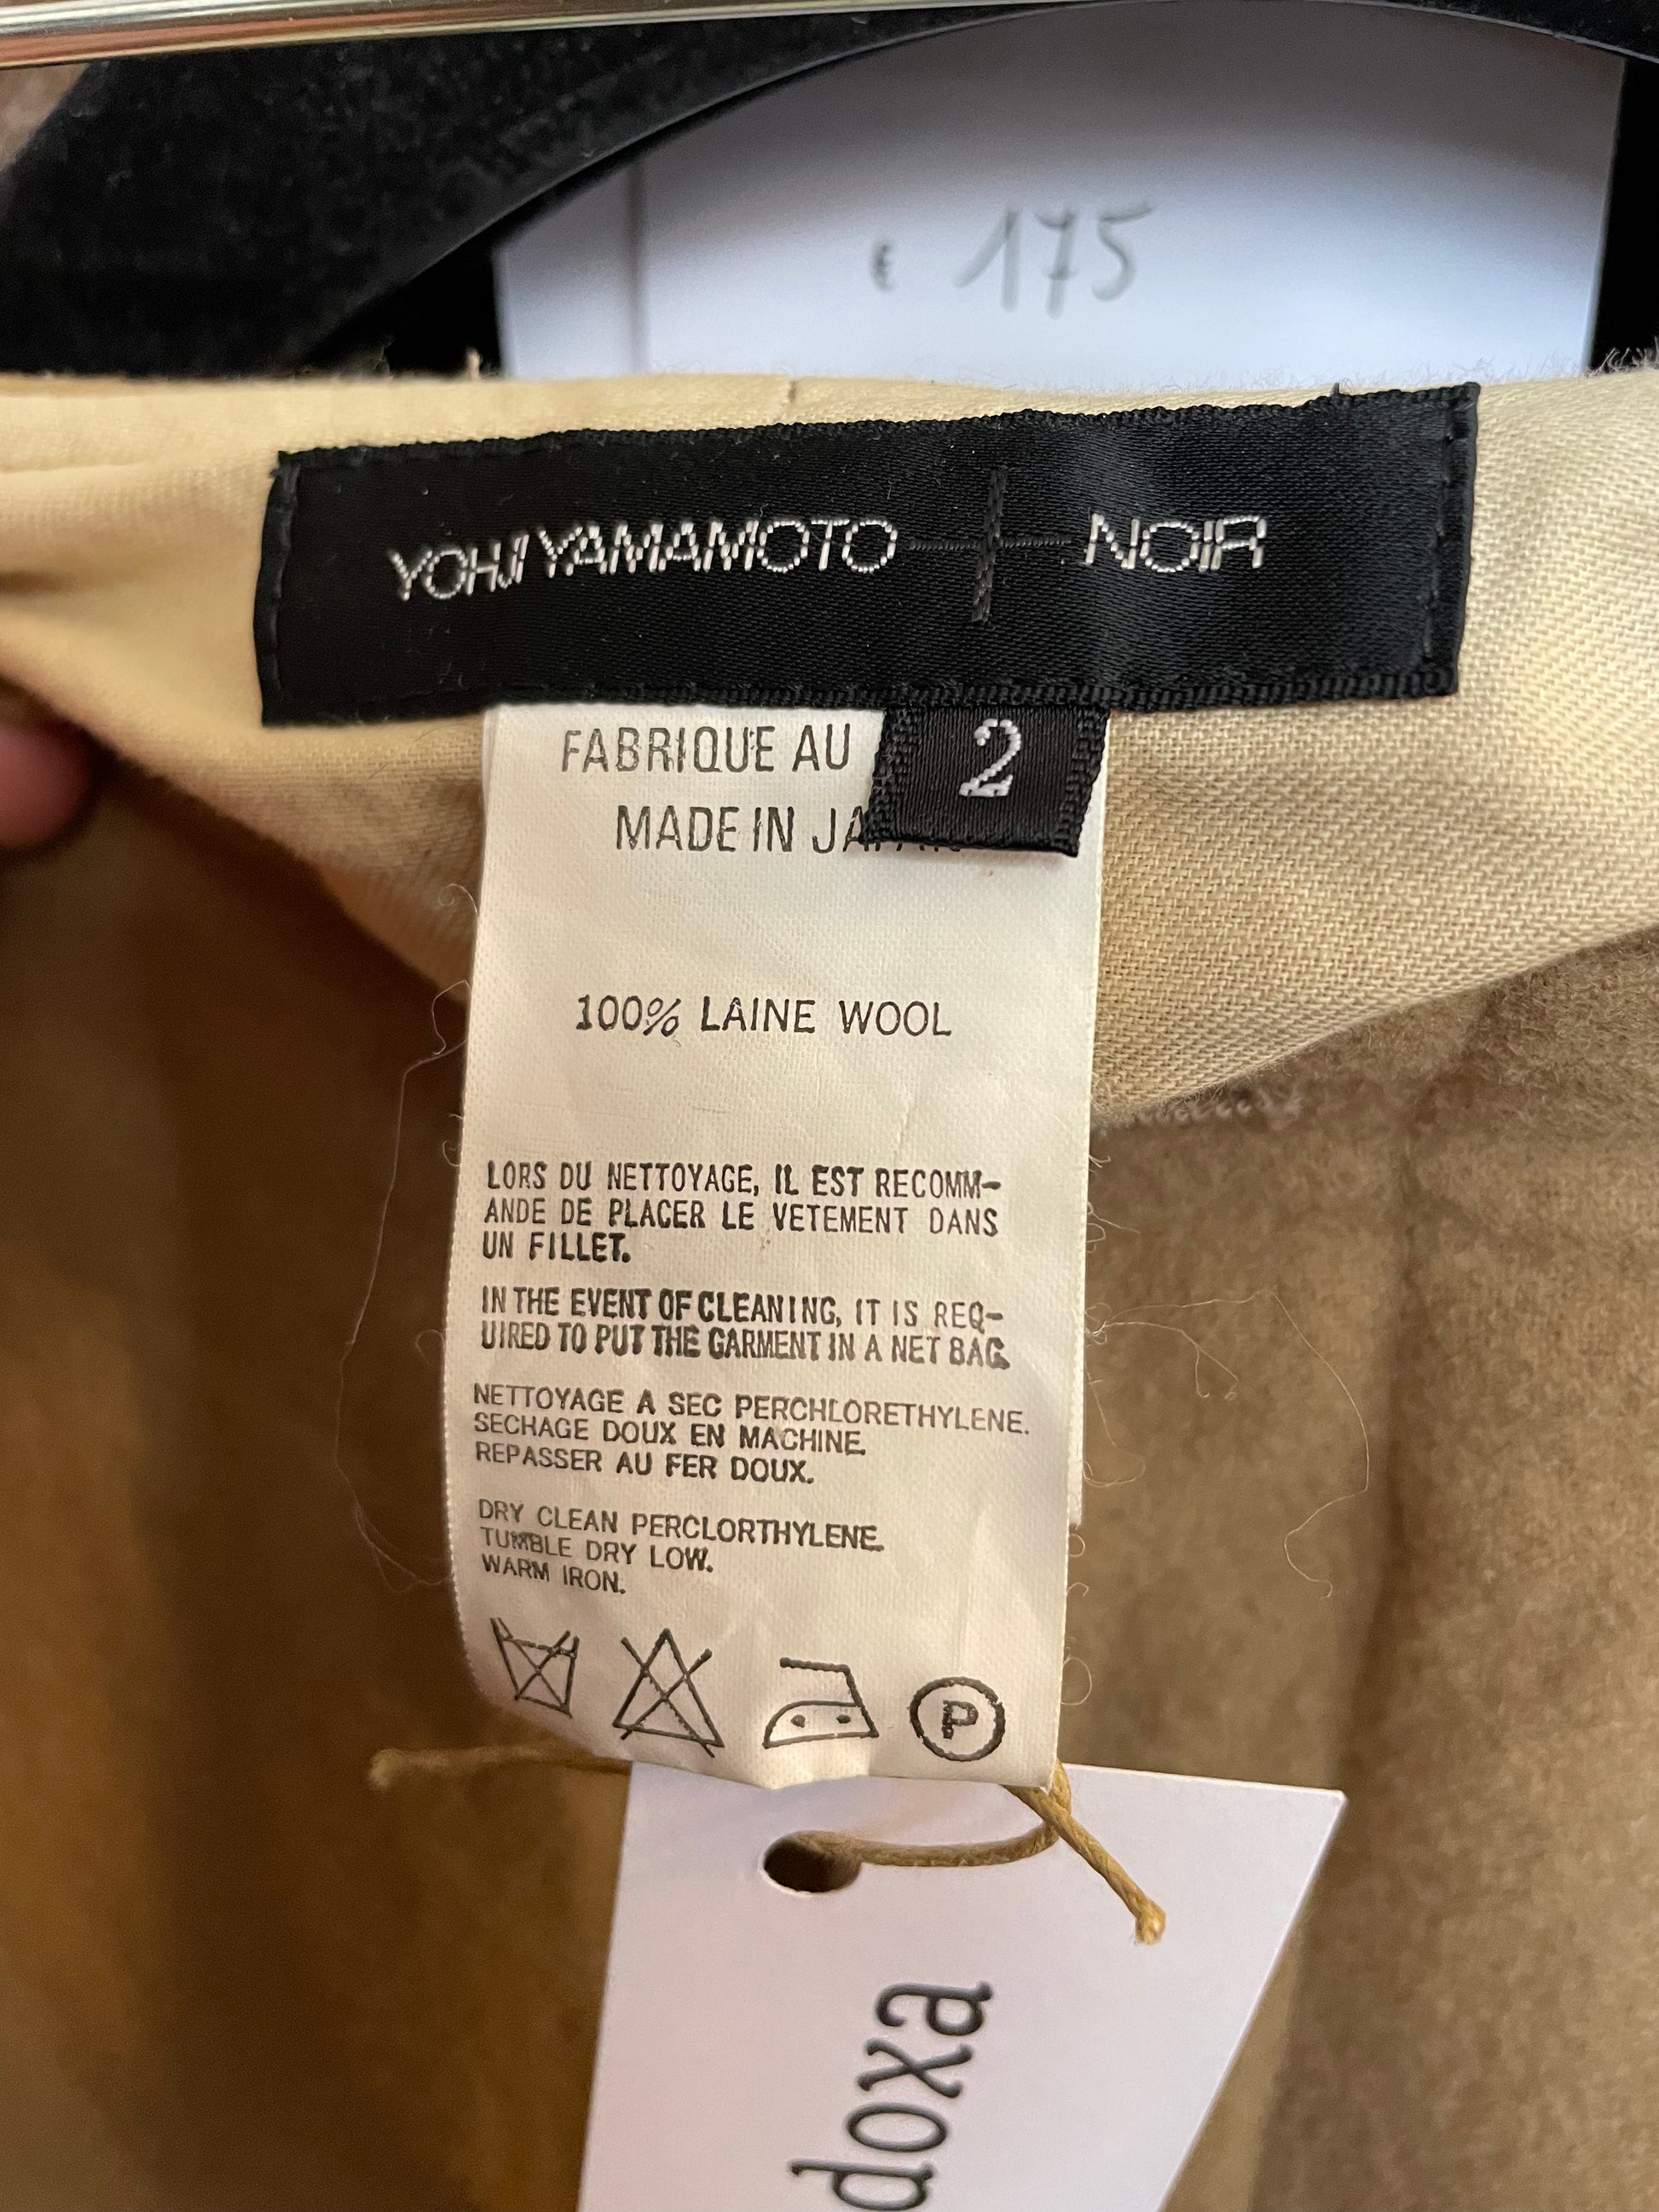 € 175
YOHJI YAMAMOTO + NOIR
FABRIQUE AU
2
MADE IN JAPAN
100% LAINE WOOL
LORS DU NETTOYAGE, IL EST RECOMM-
ANDE DE PLACER LE VETEMENT DANS
UN FILLET.
IN THE EVENT OF CLEANING, IT IS REQ-
UIRED TO PUT THE GARMENT IN A NET BAG.
NETTOYAGE A SEC PERCHLORETHYLENE.
SECHAGE DOUX EN MACHINE.
REPASSER AU FER DOUX.
DRY CLEAN PERCLORTHYLENE.
TUMBLE DRY LOW.
WARM IRON.
P
doxa